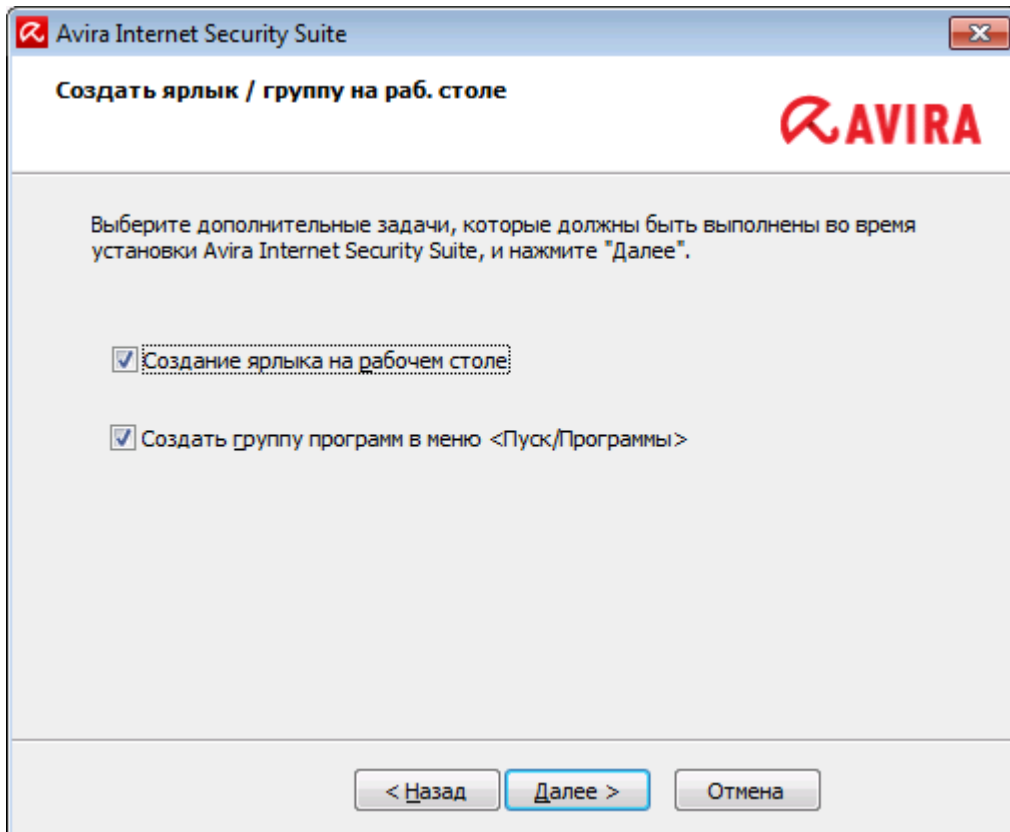 Avira Internet Security Suite
Создать ярлык / группу на раб. столе
AVIRA
Выберите дополнительные задачи, которые должны быть выполнены во время
установки Avira Internet Security Suite, и нажмите "Далее".
Создание ярлыка на рабочем столе
Создать группу программ в меню <Пуск/Программы>
< Назад Далее > Отмена